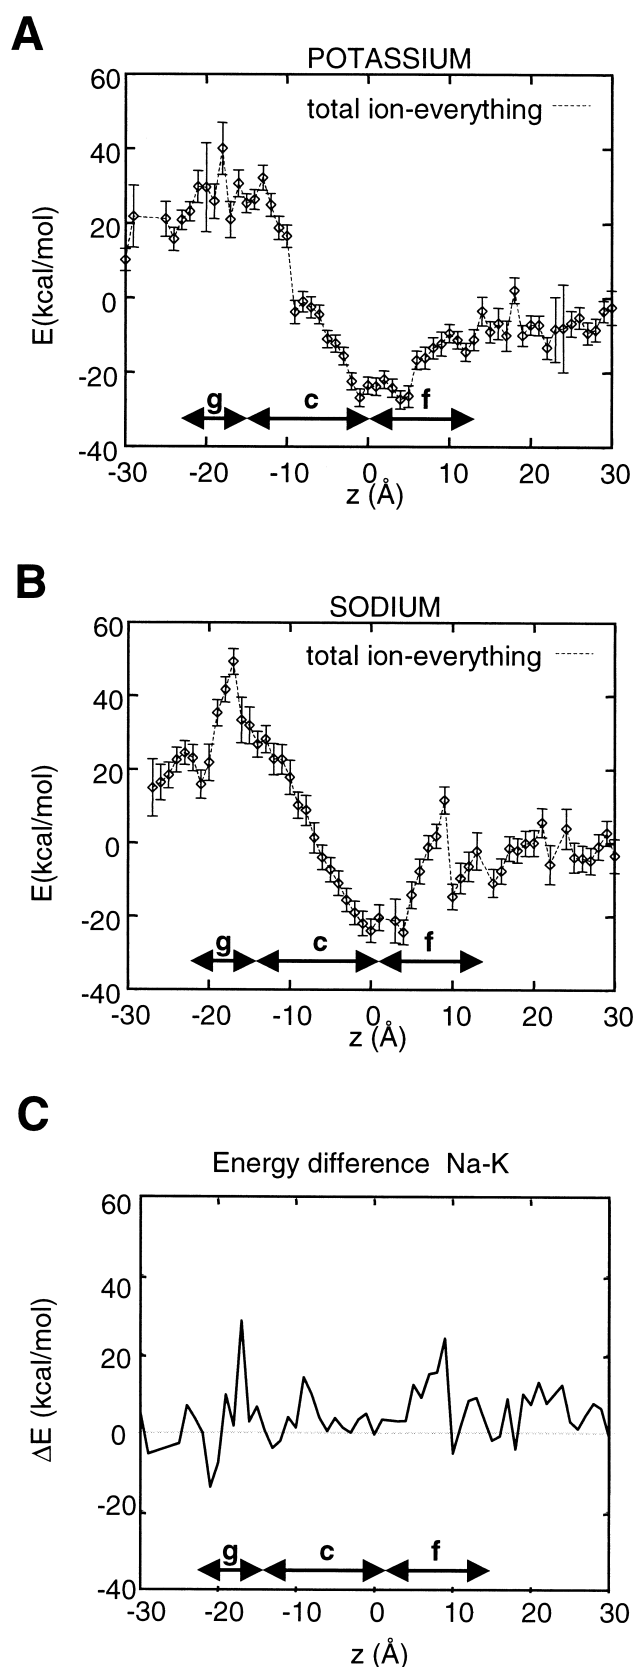 A
POTASSIUM
total ion-everything
60
40
20
0
-20
-40
E(kcal/mol)
g c f
-30 -20 -10 0 10 20 30
z (Å)
B
SODIUM
total ion-everything
60
40
20
0
-20
-40
E(kcal/mol)
g c f
-30 -20 -10 0 10 20 30
z (Å)
C
Energy difference Na-K
60
40
20
0
-20
-40
ΔE (kcal/mol)
g c f
-30 -20 -10 0 10 20 30
z (Å)